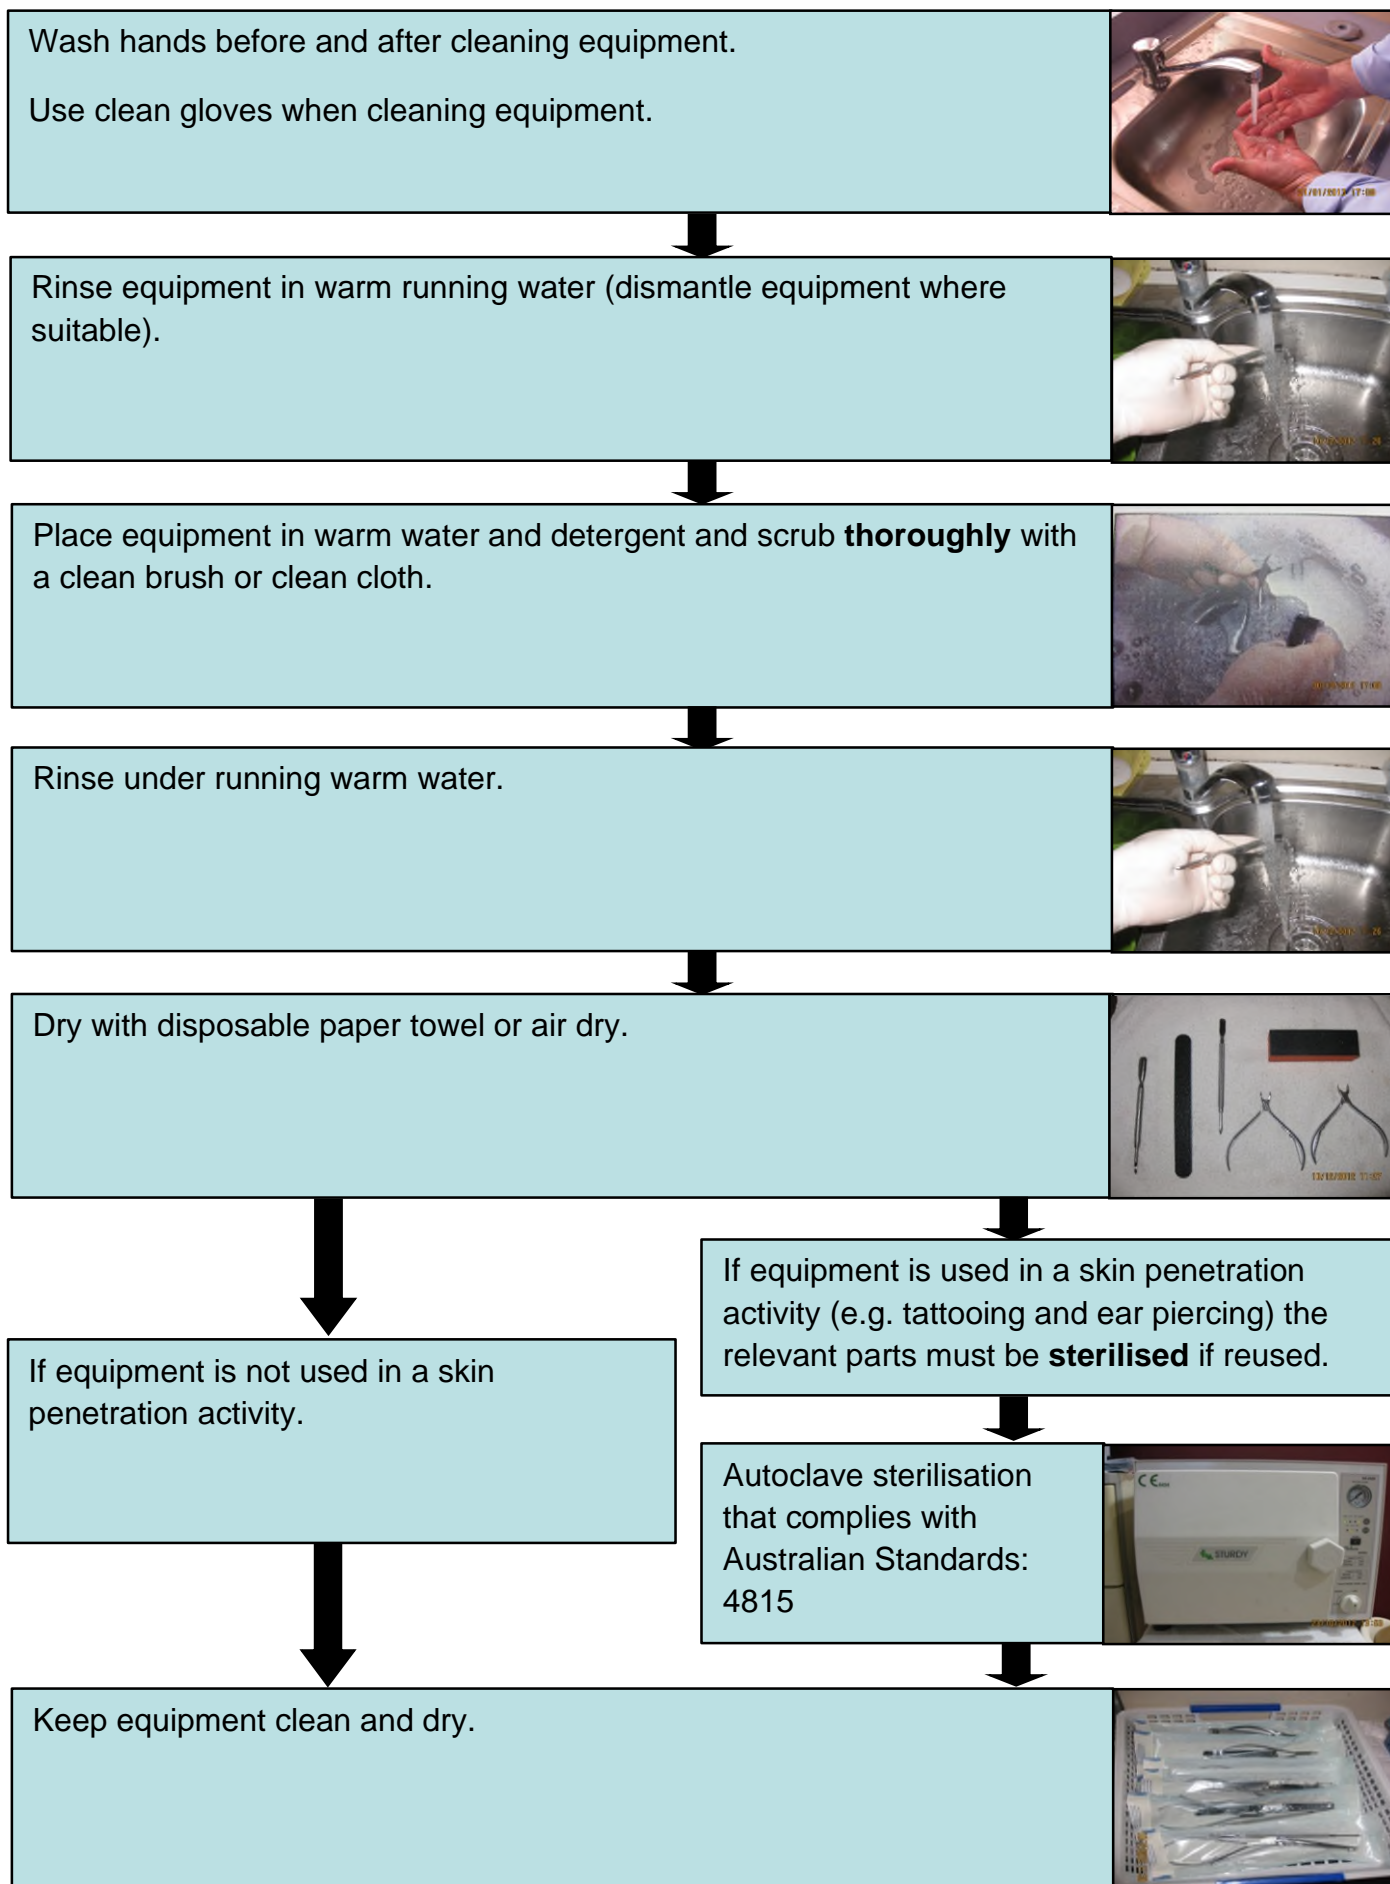 Wash hands before and after cleaning equipment.
Use clean gloves when cleaning equipment.
Rinse equipment in warm running water (dismantle equipment where
suitable).
Place equipment in warm water and detergent and scrub thoroughly with
a clean brush or clean cloth.
Rinse under running warm water.
Dry with disposable paper towel or air dry.
If equipment is used in a skin penetration
activity (e.g. tattooing and ear piercing) the
relevant parts must be sterilised if reused.
If equipment is not used in a skin
penetration activity.
Autoclave sterilisation
that complies with
Australian Standards:
4815
CE
STURDY
Keep equipment clean and dry.